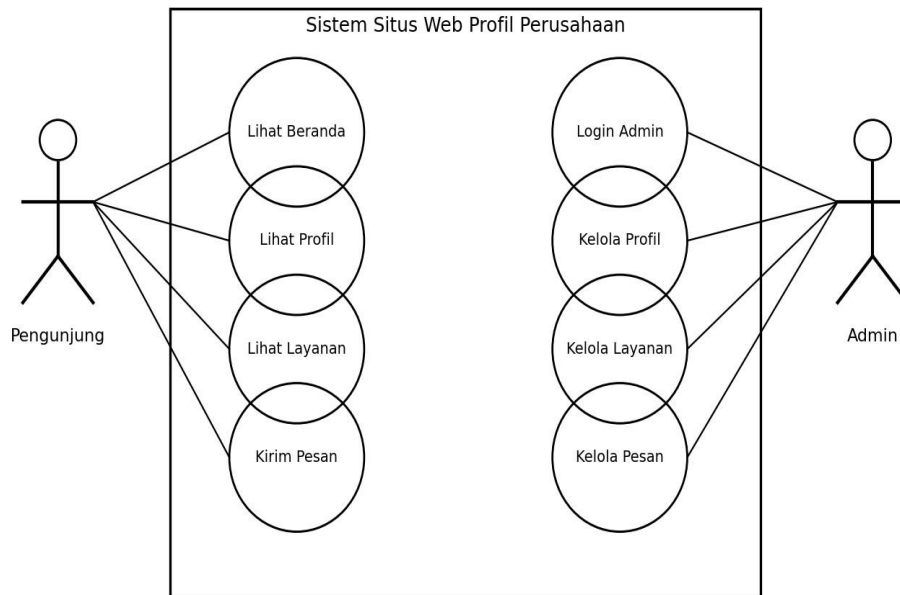 Sistem Situs Web Profil Perusahaan
Lihat Beranda
Login Admin
Lihat Profil
Kelola Profil
Pengunjung
Admin
Lihat Layanan
Kelola Layanan
Kirim Pesan
Kelola Pesan